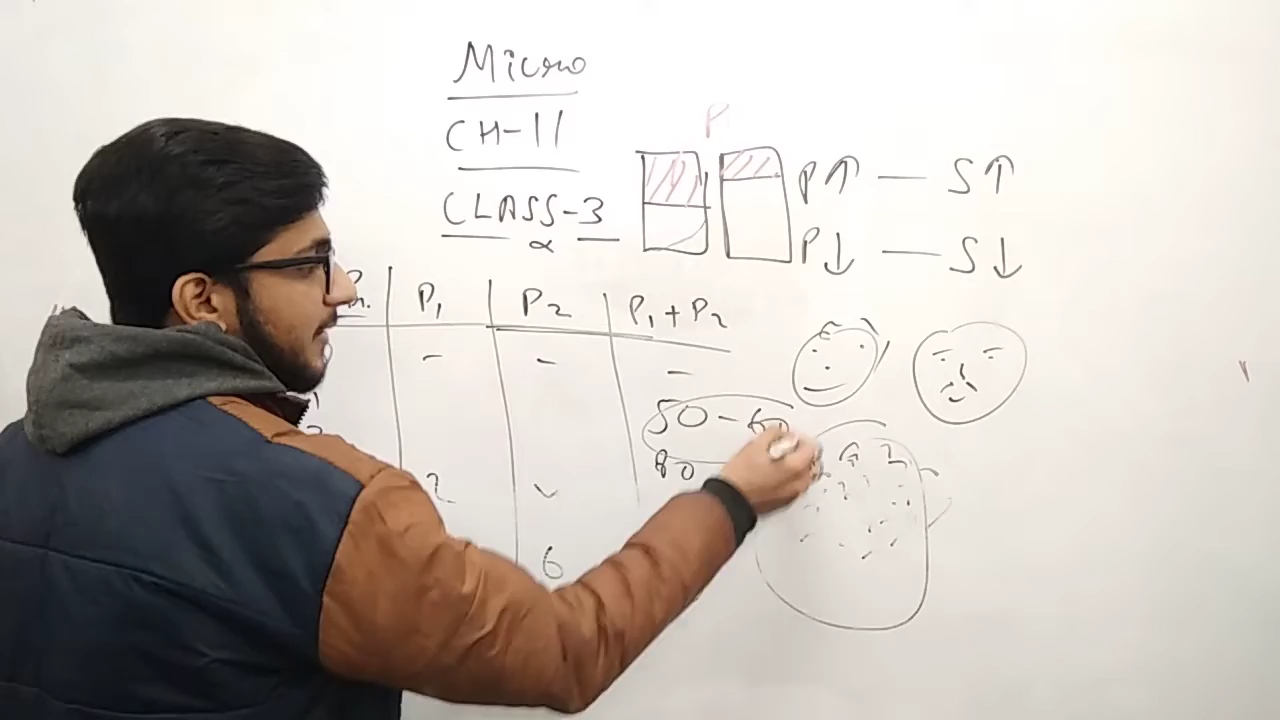 Micro
CH-11
CLASS-3
∝
P
P↑ — S↑
P↓ — S↓
P₁ P₂ P₁ + P₂
- - -
50 - 60
80
2
6